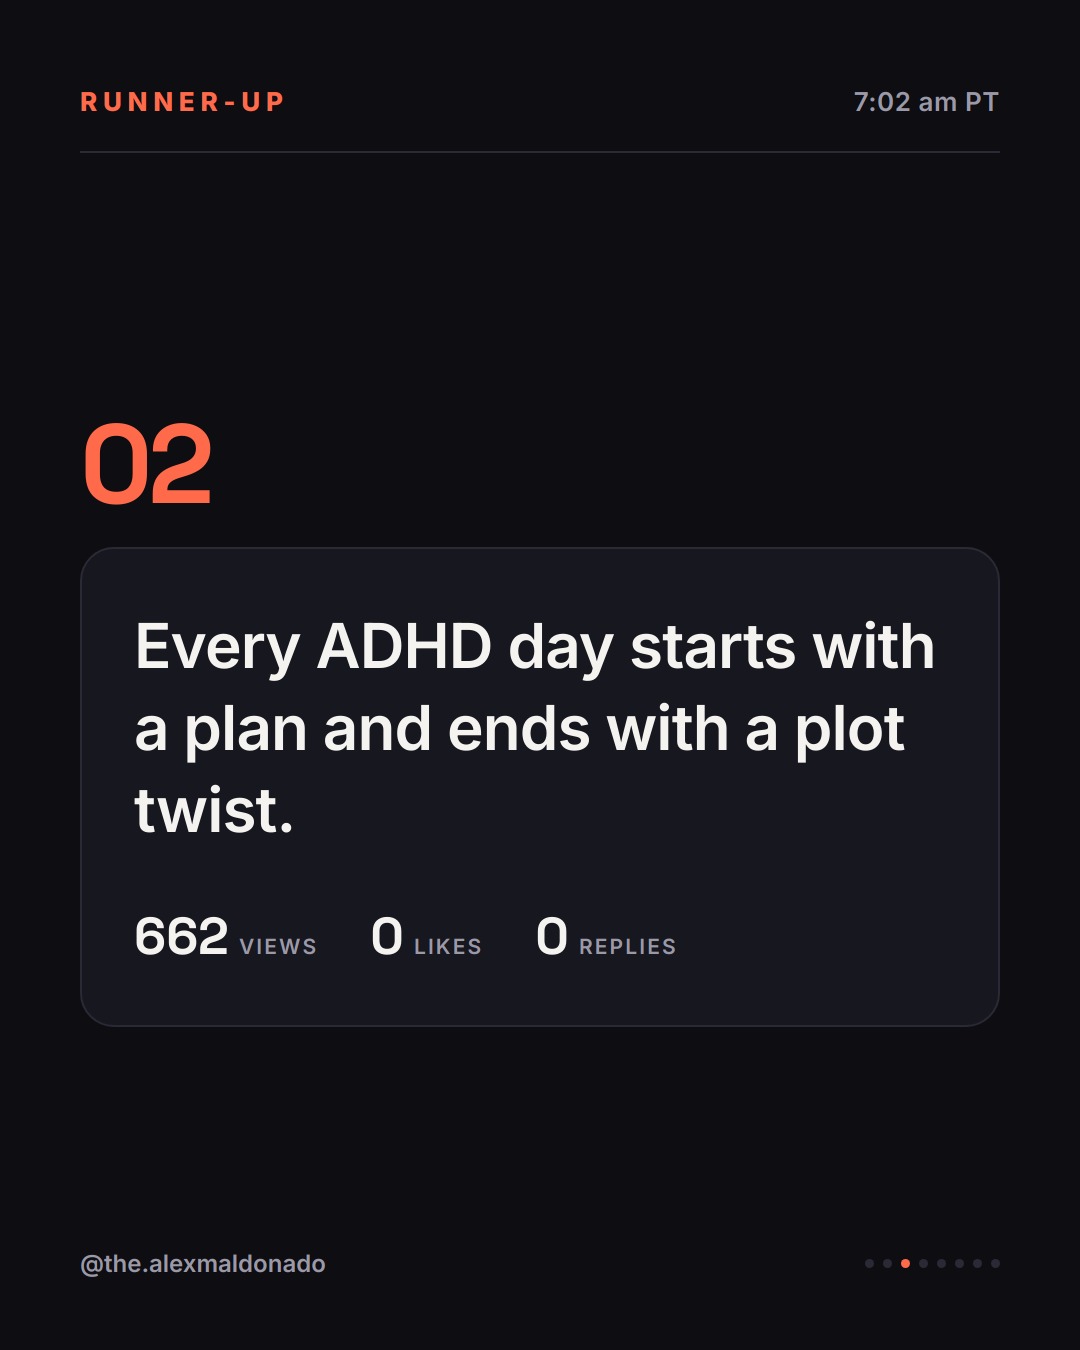 RUNNER-UP
7:02 am PT
02
Every ADHD day starts with
a plan and ends with a plot
twist.
662 VIEWS 0 LIKES 0 REPLIES
@the.alexmaldonado